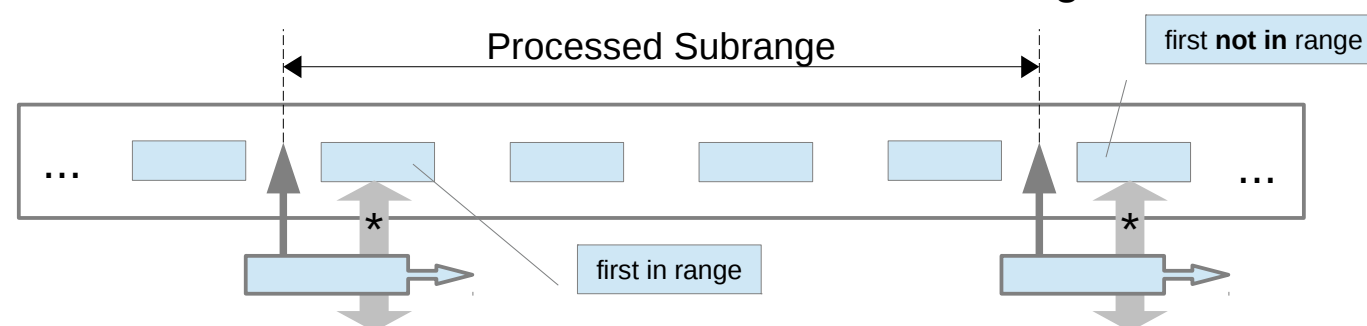 Processed Subrange
first not in range
...
...
*
*
first in range